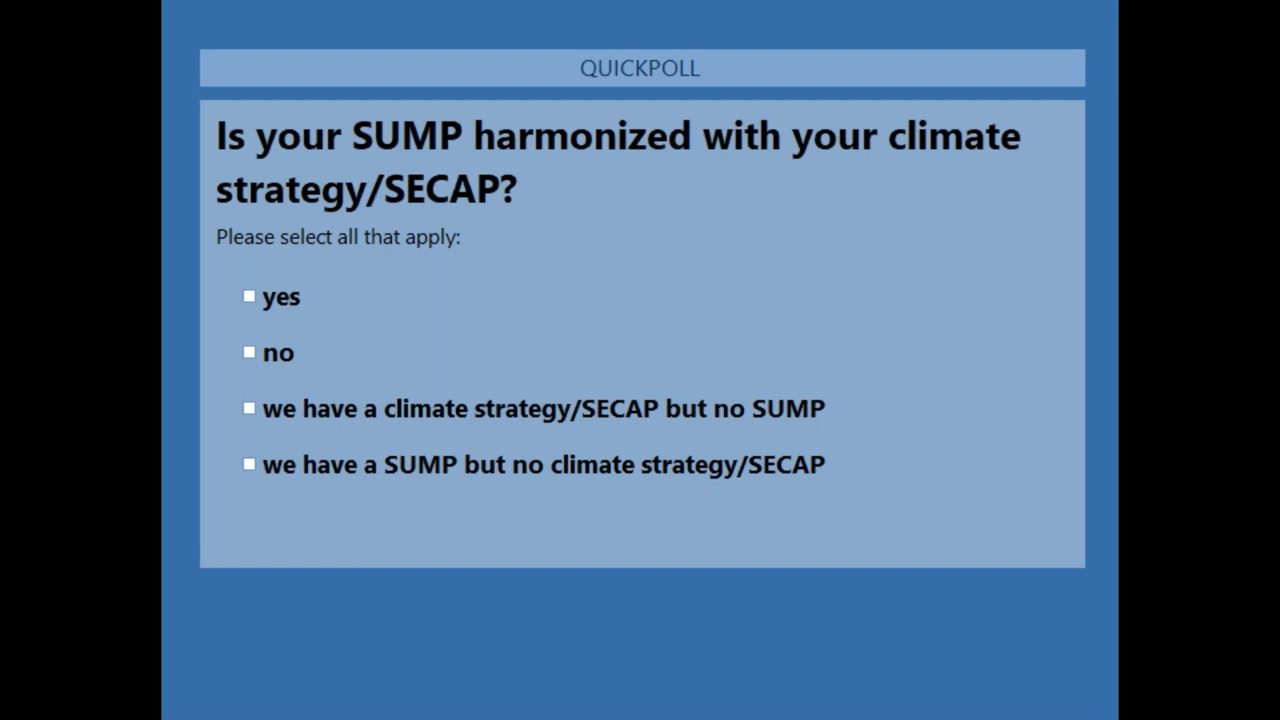 QUICKPOLL
Is your SUMP harmonized with your climate
strategy/SECAP?
Please select all that apply:
yes
no
we have a climate strategy/SECAP but no SUMP
we have a SUMP but no climate strategy/SECAP